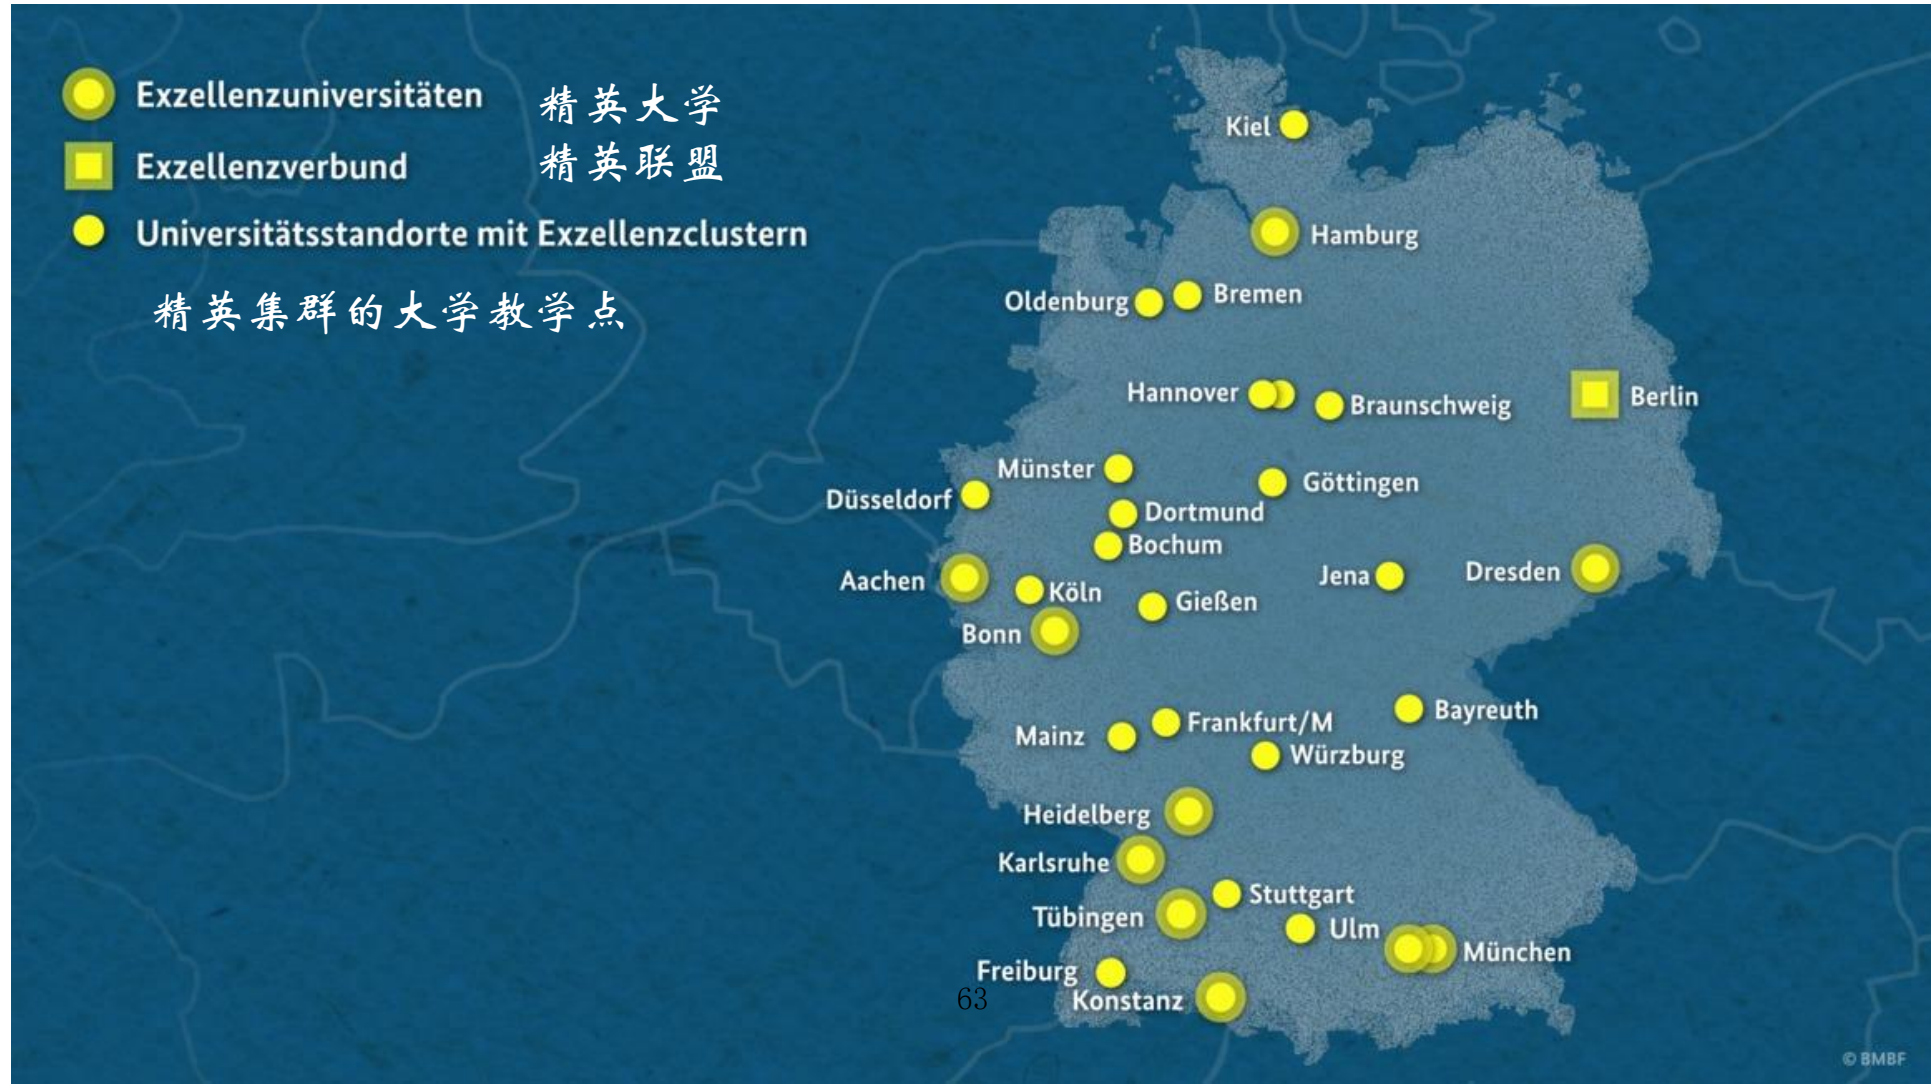 Exzellenzuniversitäten 精英大学
Exzellenzverbund 精英联盟
Universitätsstandorte mit Exzellenzclustern
精英集群的大学教学点
Kiel
Hamburg
Oldenburg
Bremen
Hannover
Braunschweig
Berlin
Münster
Göttingen
Düsseldorf
Dortmund
Bochum
Aachen
Köln
Jena
Dresden
Gießen
Bonn
Bayreuth
Mainz
Frankfurt/M
Würzburg
Heidelberg
Karlsruhe
Stuttgart
Tübingen
Ulm
München
Freiburg
63
Konstanz
© BMBF